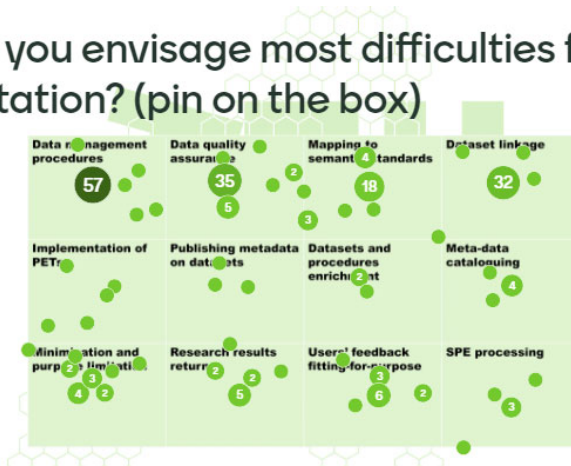 you envisage most difficulties f
tation? (pin on the box)
Data management
procedures
57
Data quality
assurance
35
5
2
3
Mapping to
semantic standards
4
18
Dataset linkage
32
Implementation of
PETs
Publishing metadata
on datasets
Datasets and
procedures
enrichment
2
Meta-data
cataloguing
4
Minimisation and
purpose limitation
2
3
4
2
Research results
return
2
2
5
Users' feedback
fitting-for-purpose
3
6
2
SPE processing
3